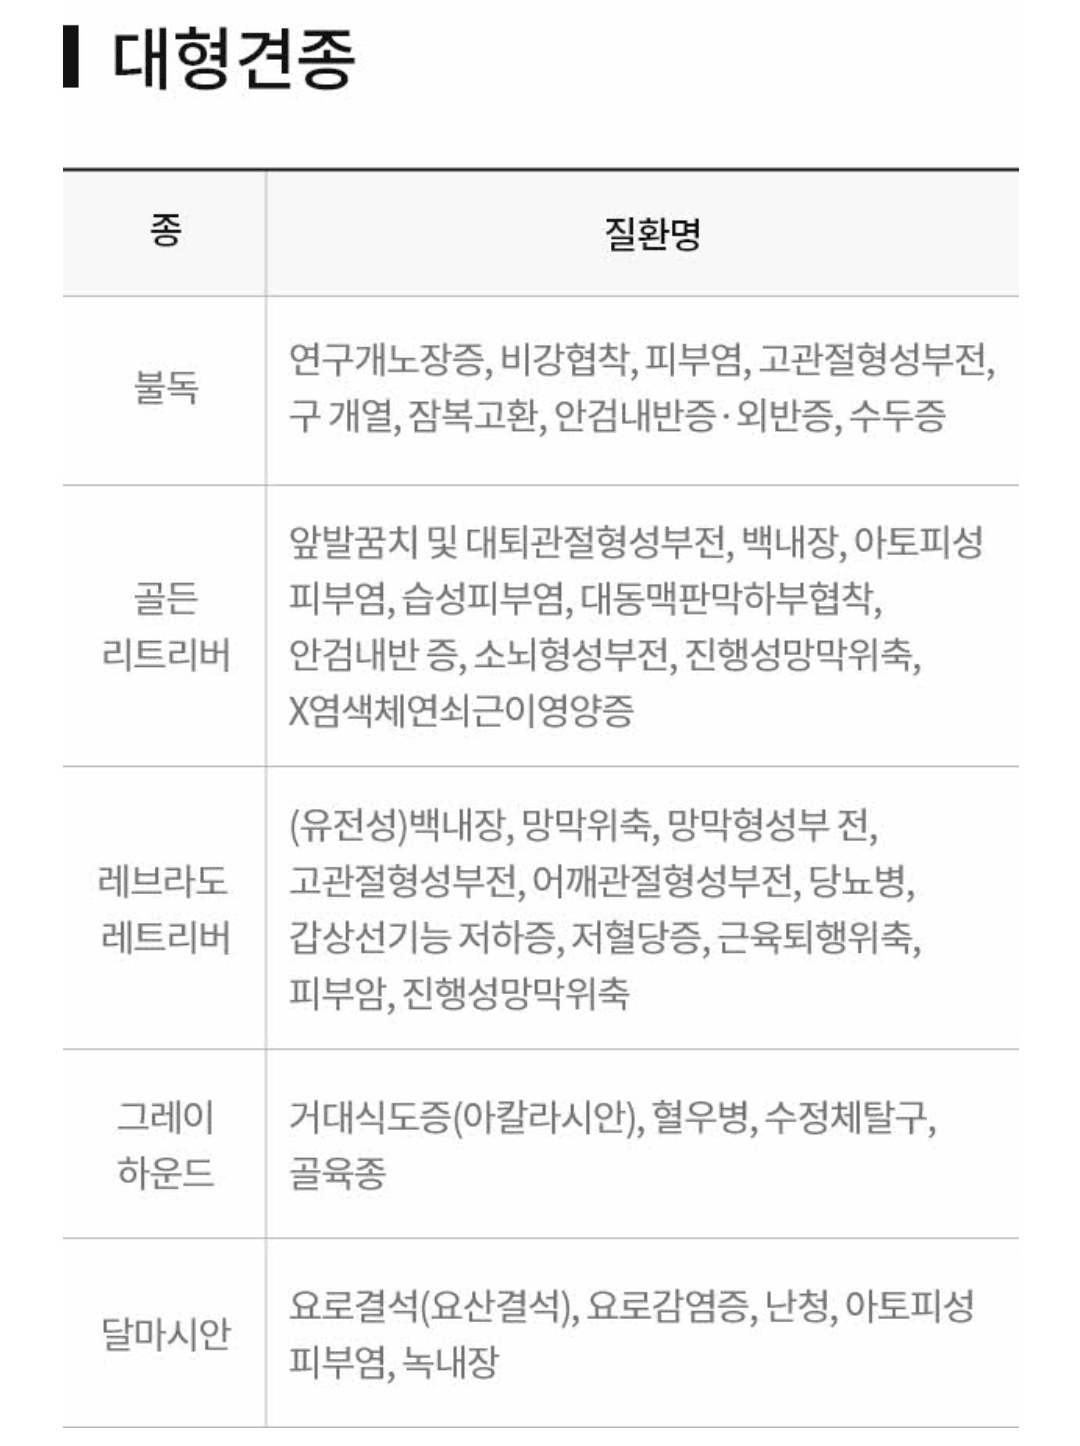 대형견종
종
질환명
불독
연구개노장증, 비강협착, 피부염, 고관절형성부전,
구 개열, 잠복고환, 안검내반증·외반증, 수두증
골든
리트리버
앞발꿈치 및 대퇴관절형성부전, 백내장, 아토피성
피부염, 습성피부염, 대동맥판막하부협착,
안검내반 증, 소뇌형성부전, 진행성망막위축,
X염색체연쇠근이영양증
레브라도
레트리버
(유전성)백내장, 망막위축, 망막형성부 전,
고관절형성부전, 어깨관절형성부전, 당뇨병,
갑상선기능 저하증, 저혈당증, 근육퇴행위축,
피부암, 진행성망막위축
그레이
하운드
거대식도증(아칼라시안), 혈우병, 수정체탈구,
골육종
달마시안
요로결석(요산결석), 요로감염증, 난청, 아토피성
피부염, 녹내장